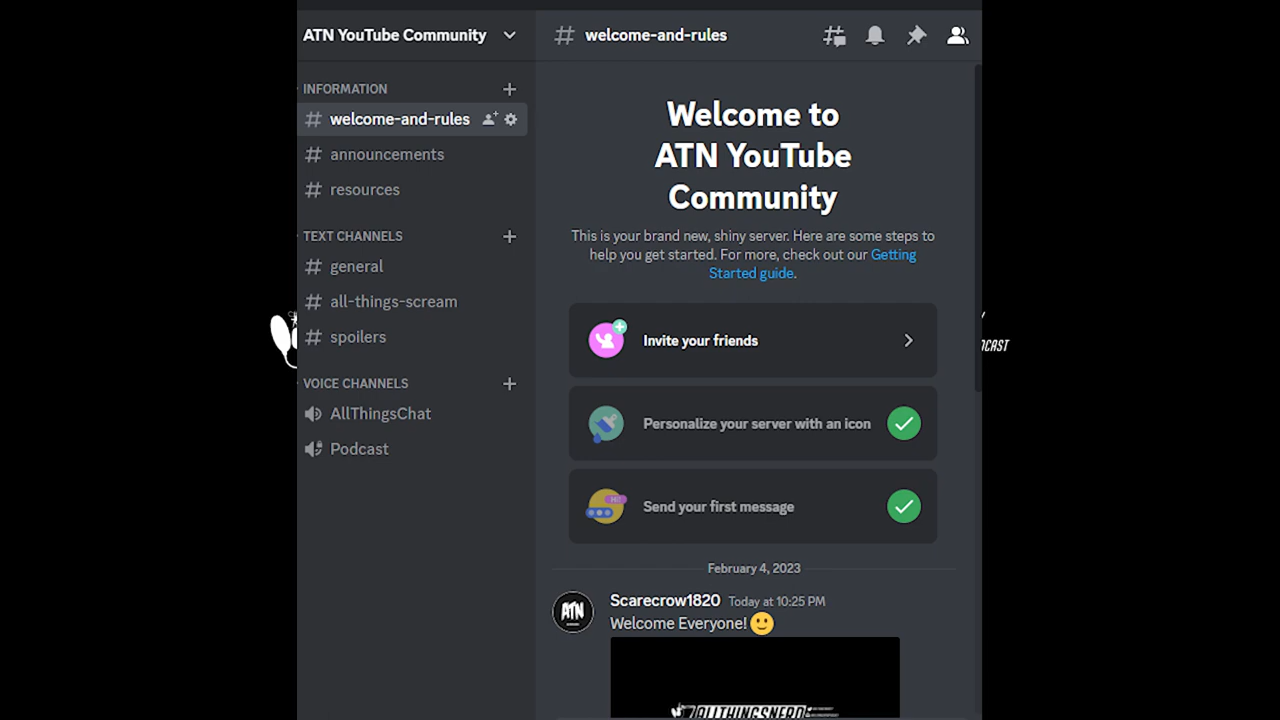 ATN YouTube Community
INFORMATION
welcome-and-rules
announcements
resources
TEXT CHANNELS
general
all-things-scream
spoilers
VOICE CHANNELS
AllThingsChat
Podcast
welcome-and-rules
Welcome to
ATN YouTube
Community
This is your brand new, shiny server. Here are some steps to
help you get started. For more, check out our Getting
Started guide.
Invite your friends
Personalize your server with an icon
Send your first message
February 4, 2023
ATN
Scarecrow1820 Today at 10:25 PM
Welcome Everyone!
ALLTHINGSNERD